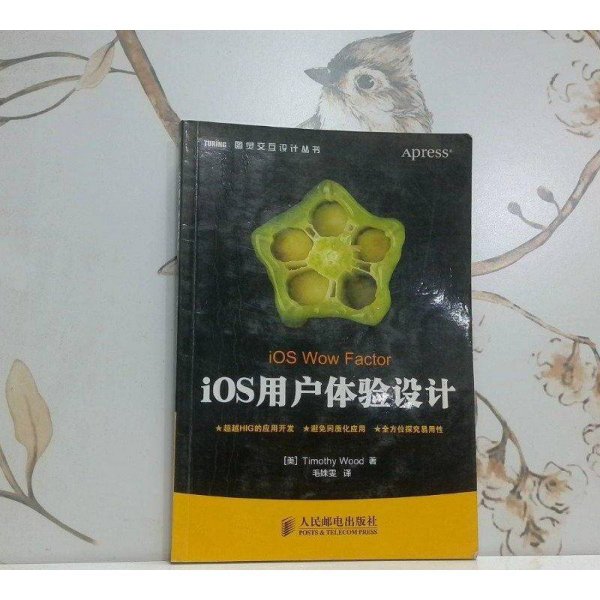 TURING 图灵交互设计丛书
Apress®
iOS Wow Factor
iOS用户体验设计
★超越HIG的应用开发 ★避免同质化应用 ★全方位探究易用性
[美] Timothy Wood 著
毛姝雯 译
人民邮电出版社
POSTS & TELECOM PRESS